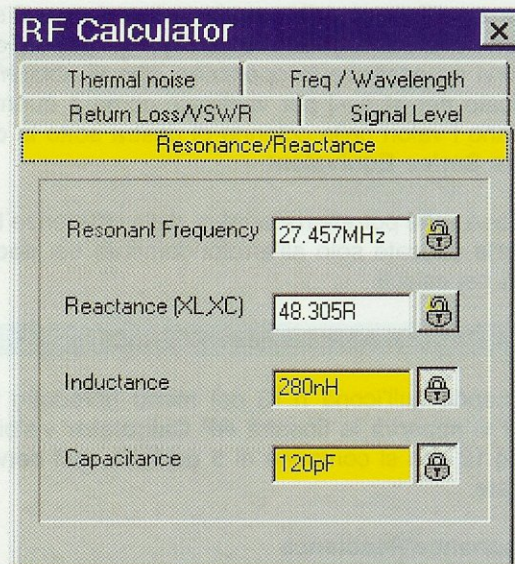 RF Calculator
Thermal noise
Freq / Wavelength
Return Loss/VSWR
Signal Level
Resonance/Reactance
Resonant Frequency 27.457MHz
Reactance (XL,XC) 48.305R
Inductance 280nH
Capacitance 120pF